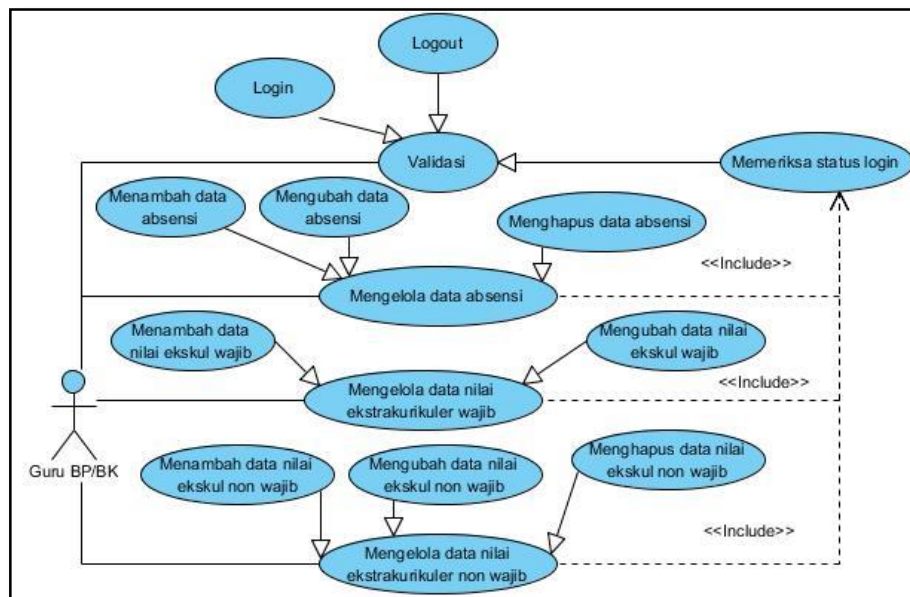 Logout
Login
Validasi
Memeriksa status login
Menambah data
absensi
Mengubah data
absensi
Menghapus data absensi
<<Include>>
Mengelola data absensi
Menambah data
nilai ekskul wajib
Mengubah data nilai
ekskul wajib
<<Include>>
Mengelola data nilai
ekstrakurikuler wajib
Guru BP/BK
Menambah data nilai
ekskul non wajib
Mengubah data nilai
ekskul non wajib
Menghapus data nilai
ekskul non wajib
<<Include>>
Mengelola data nilai
ekstrakurikuler non wajib